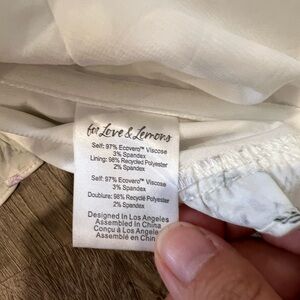 for Love & Lemons
Self: 97% Ecovero™ Viscose
3% Spandex
Lining: 98% Recycled Polyester
2% Spandex
Self: 97% Ecovero™ Viscose
3% Spandex
Doublure: 98% Recyclé Polyester
2% Spandex
Designed In Los Angeles
Assembled In China
Conçu à Los Angeles
Assemblé en Chin